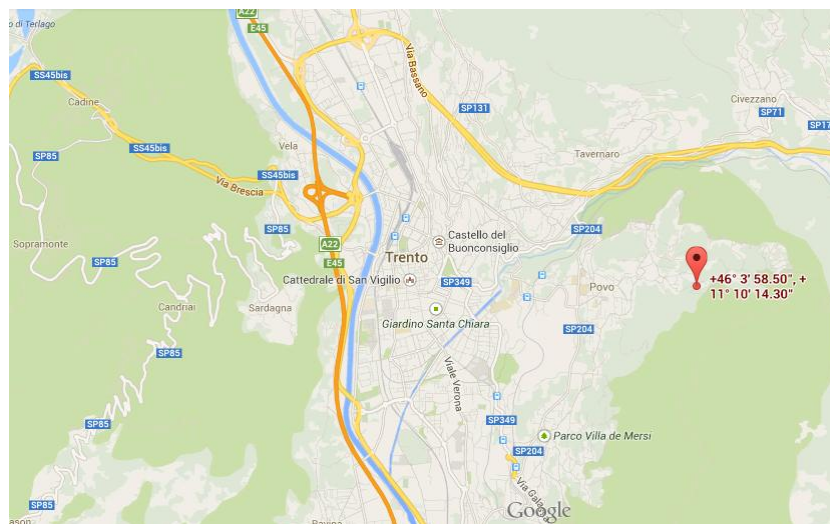 A22
E45
o di Terlago
SS45bis
Via Bassano
Cadine
SP131
Civezzano
SP71
SP17
Vela
SS45bis
SP85
Tavernaro
SS45bis
Via Brescia
SP85
SP204
Castello del
Buonconsiglio
Sopramonte
A22
Trento
SP85
E45
Cattedrale di San Vigilio
SP349
Povo
+46° 3' 58.50", +
11° 10' 14.30"
Candriai
Sardagna
Giardino Santa Chiara
SP204
SP85
Viale Verona
SP85
SP349
Parco Villa de Mersi
SP204
Via Gala
SP85
Google